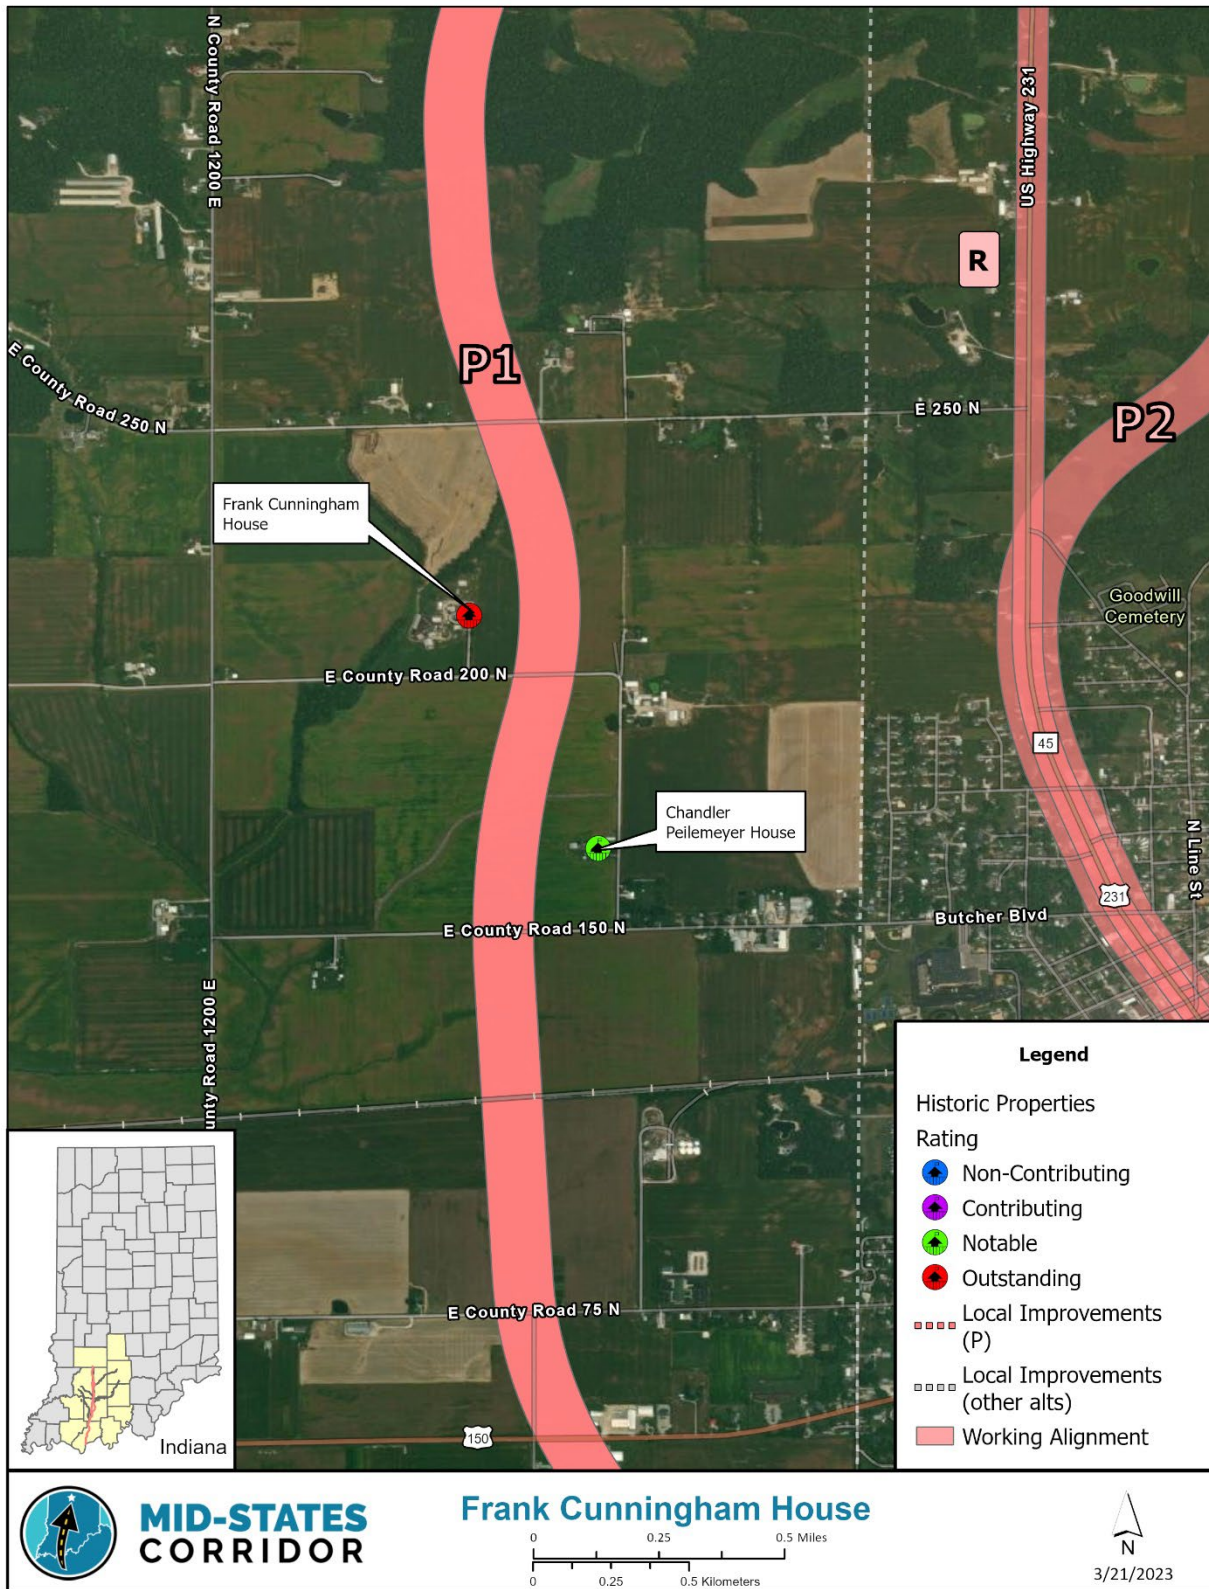 N County Road 1200 E
US Highway 231
R
P1
E County Road 250 N
E 250 N
P2
Frank Cunningham
House
Goodwill
Cemetery
E County Road 200 N
45
Chandler
Peilemeyer House
N Line St
231
Butcher Blvd
E County Road 150 N
unty Road 1200 E
Legend
Historic Properties
Rating
Non-Contributing
Contributing
Notable
Outstanding
Local Improvements
(P)
Local Improvements
(other alts)
Working Alignment
E County Road 75 N
150
Indiana
MID-STATES
CORRIDOR
Frank Cunningham House
0 0.25 0.5 Miles
0 0.25 0.5 Kilometers
N
3/21/2023